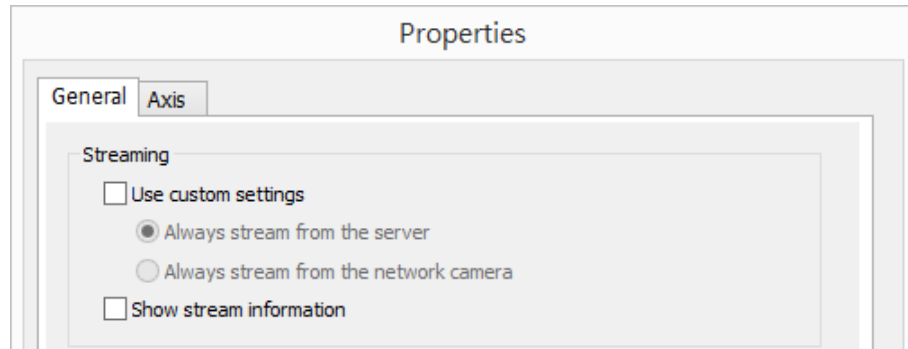 Properties
General Axis
Streaming
Use custom settings
Always stream from the server
Always stream from the network camera
Show stream information